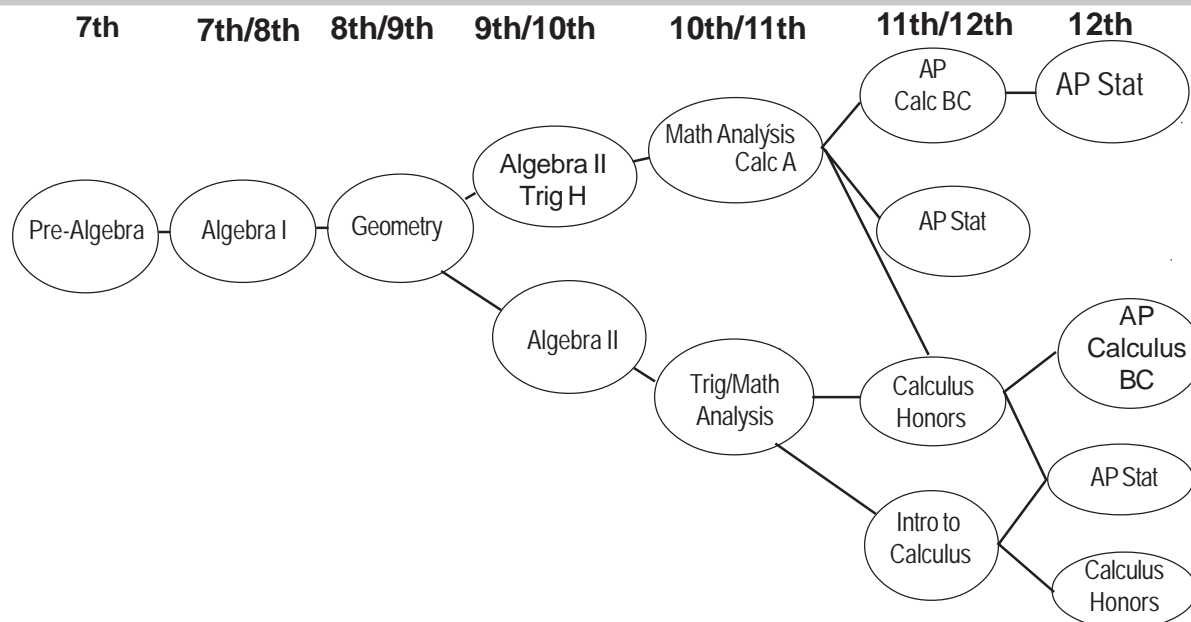 7th 7th/8th 8th/9th 9th/10th 10th/11th 11th/12th 12th
Pre-Algebra
Algebra I
Geometry
Algebra II
Trig H
Algebra II
Math Analysis
Calc A
Trig/Math
Analysis
AP
Calc BC
AP Stat
Calculus
Honors
Intro to
Calculus
AP Stat
AP
Calculus
BC
AP Stat
Calculus
Honors